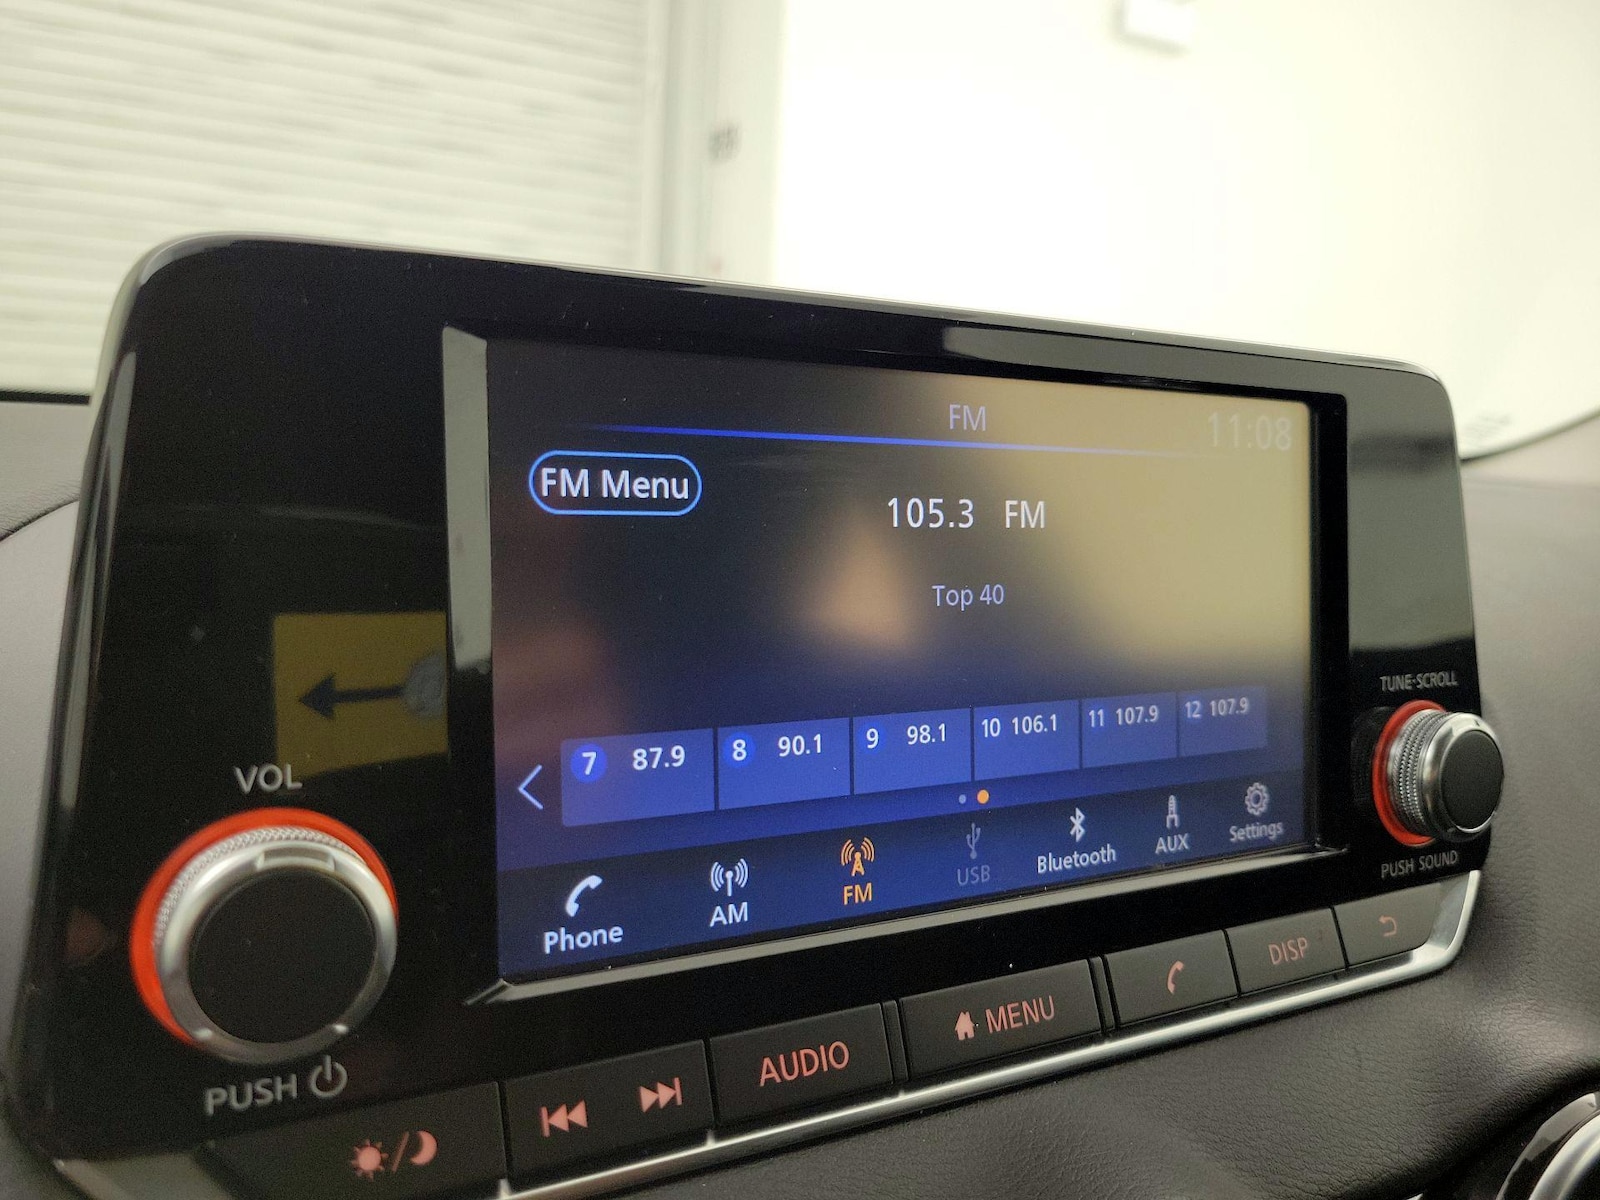 FM
11:08
FM Menu
105.3 FM
Top 40
7 87.9
8 90.1
9 98.1
10 106.1
11 107.9
12 107.9
Phone
AM
FM
USB
Bluetooth
AUX
Settings
VOL
PUSH
TUNE·SCROLL
PUSH SOUND
AUDIO
MENU
DISP